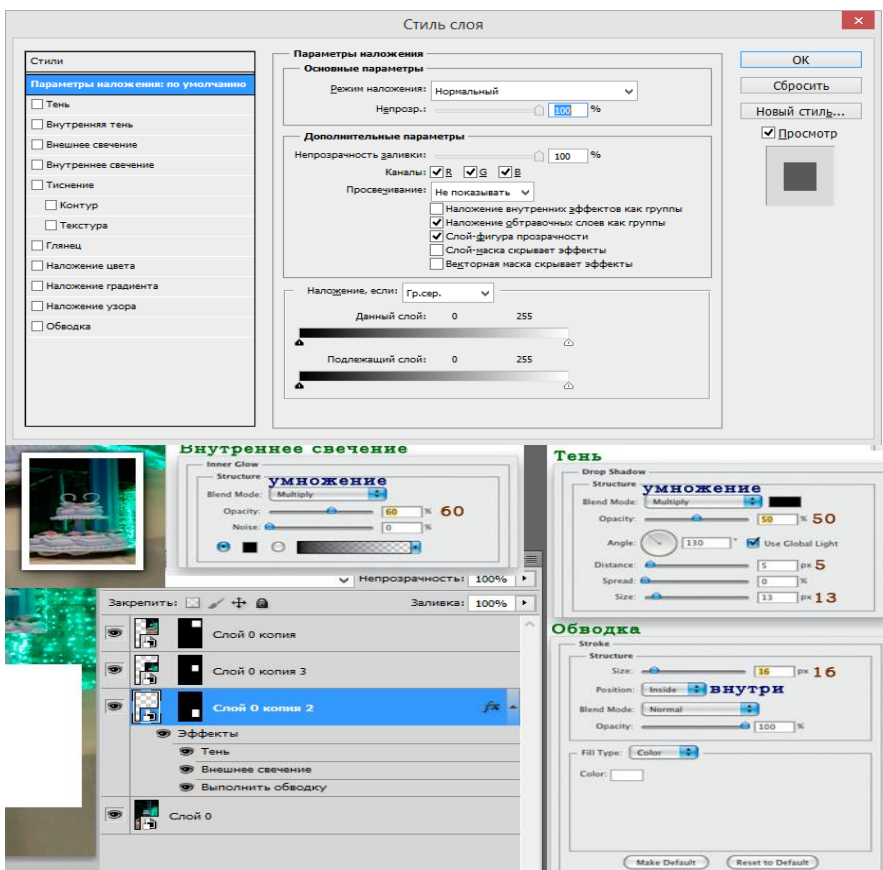 Стиль слоя
Стили
Параметры наложения: по умолчанию
Тень
Внутренняя тень
Внешнее свечение
Внутреннее свечение
Тиснение
Контур
Текстура
Глянец
Наложение цвета
Наложение градиента
Наложение узора
Обводка
Параметры наложения
Основные параметры
Режим наложения: Нормальный
Непрозр.: 100 %
Дополнительные параметры
Непрозрачность заливки: 100 %
Каналы: R G B
Просвечивание: Не показывать
Наложение внутренних эффектов как группы
Наложение обтравочных слоев как группы
Слой-фигура прозрачности
Слой-маска скрывает эффекты
Векторная маска скрывает эффекты
Наложение, если: Гр.сер.
Данный слой: 0 255
Подлежащий слой: 0 255
OK
Сбросить
Новый стиль...
Просмотр
Внутреннее свечение
Inner Glow
Structure
умножение
Blend Mode: Multiply
Opacity: 60 % 60
Noise: 0 %
Непрозрачность: 100%
Закрепить: Заливка: 100%
Слой 0 копия
Слой 0 копия 3
Слой 0 копия 2 fx
Эффекты
Тень
Внешнее свечение
Выполнить обводку
Слой 0
Тень
Drop Shadow
Structure
умножение
Blend Mode: Multiply
Opacity: 50 % 50
Angle: 130 ° Use Global Light
Distance: 5 px 5
Spread: 0 %
Size: 13 px 13
Обводка
Stroke
Structure
Size: 16 px 16
Position: Inside внутри
Blend Mode: Normal
Opacity: 100 %
Fill Type: Color
Color:
Make Default Reset to Default